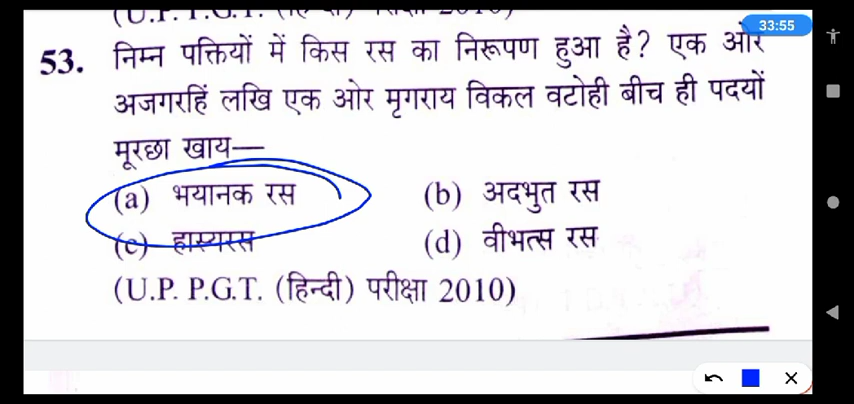 33:55
53. निम्न पक्तियों में किस रस का निरूपण हुआ है? एक ओर
अजगरहिं लखि एक ओर मृगराय विकल वटोही बीच ही पदयों
मूरछा खाय—
(a) भयानक रस (b) अदभुत रस
(c) हास्यरस (d) वीभत्स रस
(U.P. P.G.T. (हिन्दी) परीक्षा 2010)